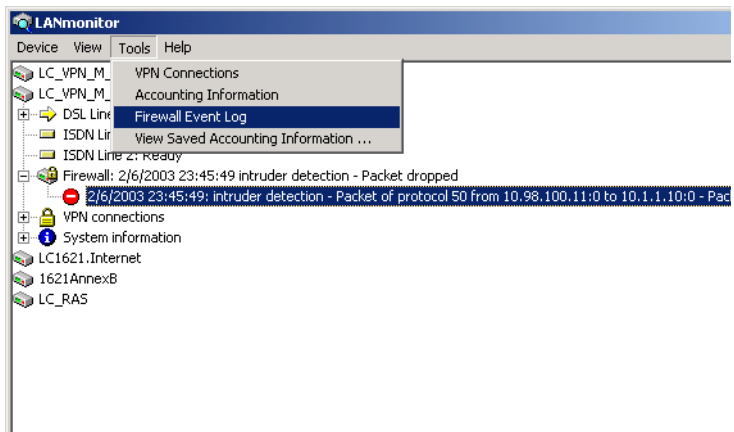 LANmonitor
Device View Tools Help
LC_VPN_M_
VPN Connections
LC_VPN_M_
Accounting Information
DSL Line
Firewall Event Log
ISDN Lin
View Saved Accounting Information ...
ISDN Line 2: Ready
Firewall: 2/6/2003 23:45:49 intruder detection - Packet dropped
2/6/2003 23:45:49: intruder detection - Packet of protocol 50 from 10.98.100.11:0 to 10.1.1.10:0 - Pac
VPN connections
System information
LC1621.Internet
1621AnnexB
LC_RAS